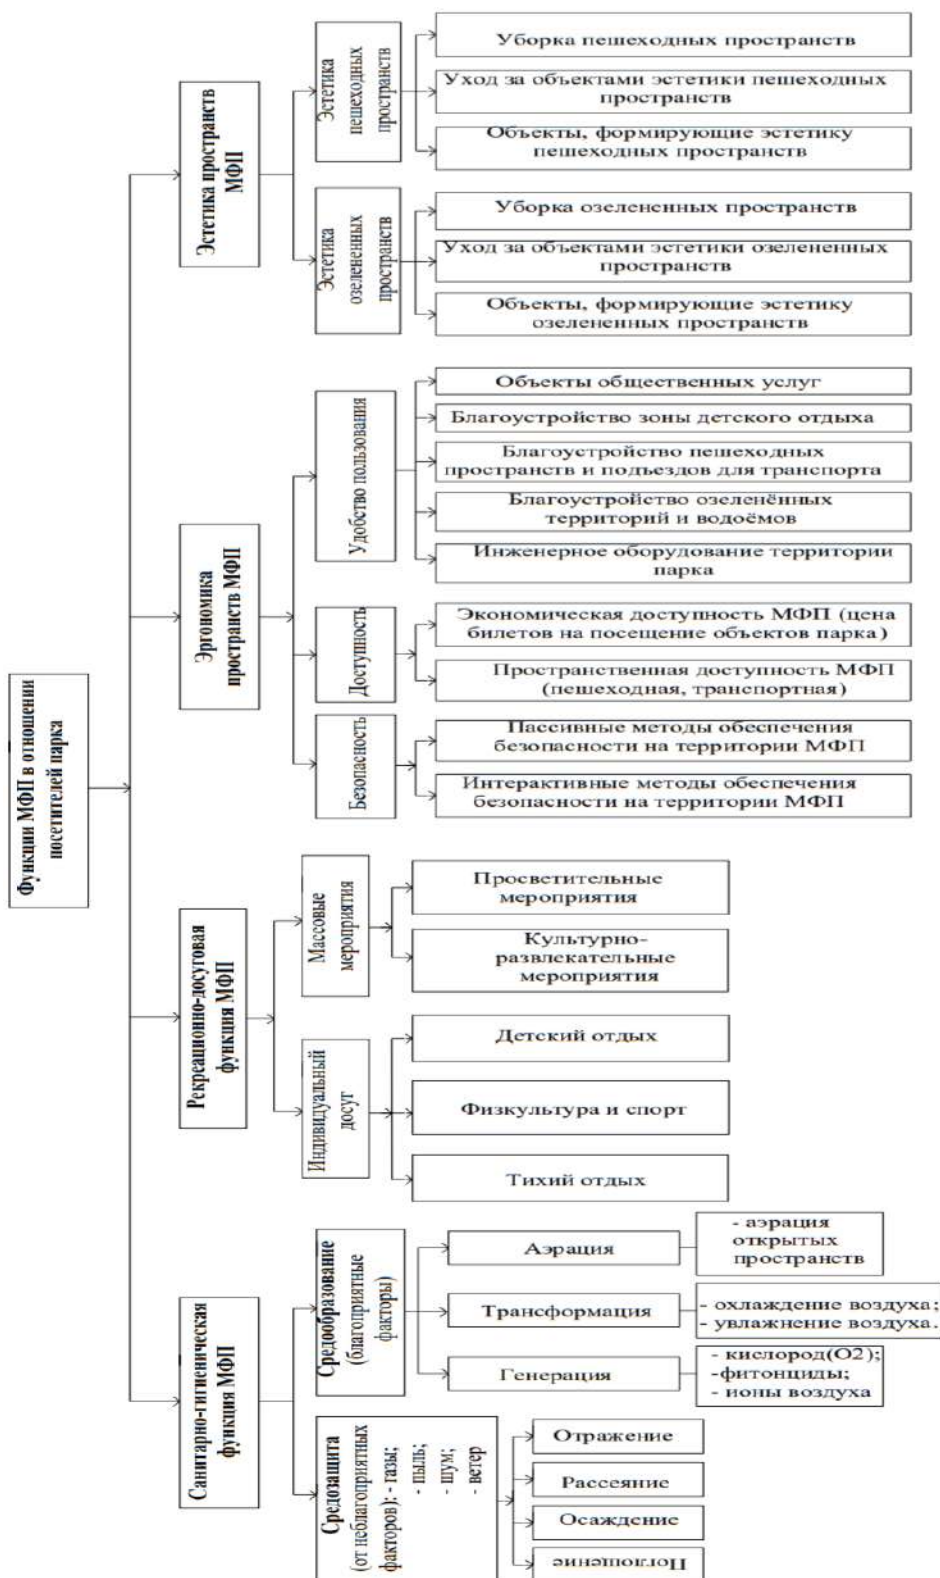 Функции МФП в отношении
посетителей парка
Эстетика пространств
МФП
Эстетика
пешеходных
пространств
Уборка пешеходных пространств
Уход за объектами эстетики пешеходных
пространств
Объекты, формирующие эстетику
пешеходных пространств
Эстетика
озелененных
пространств
Уборка озелененных пространств
Уход за объектами эстетики озелененных
пространств
Объекты, формирующие эстетику
озелененных пространств
Эргономика
пространств МФП
Удобство пользования
Объекты общественных услуг
Благоустройство зоны детского отдыха
Благоустройство пешеходных
пространств и подъездов для транспорта
Благоустройство озеленённых
территорий и водоёмов
Инженерное оборудование территории
парка
Доступность
Экономическая доступность МФП (цена
билетов на посещение объектов парка)
Пространственная доступность МФП
(пешеходная, транспортная)
Безопасность
Пассивные методы обеспечения
безопасности на территории МФП
Интерактивные методы обеспечения
безопасности на территории МФП
Рекреационно-досуговая
функция МФП
Массовые
мероприятия
Просветительные
мероприятия
Культурно-
развлекательные
мероприятия
Индивидуальный
досуг
Детский отдых
Физкультура и спорт
Тихий отдых
Санитарно-гигиеническая
функция МФП
Средообразование
(благоприятные
факторы)
Аэрация
- аэрация
открытых
пространств
Трансформация
- охлаждение воздуха;
- увлажнение воздуха.
Генерация
- кислород(О2);
-фитонциды;
- ионы воздуха
Средозащита
(от неблагоприятных
факторов): - газы;
- пыль;
- шум;
- ветер
Отражение
Рассеяние
Осаждение
Поглощение